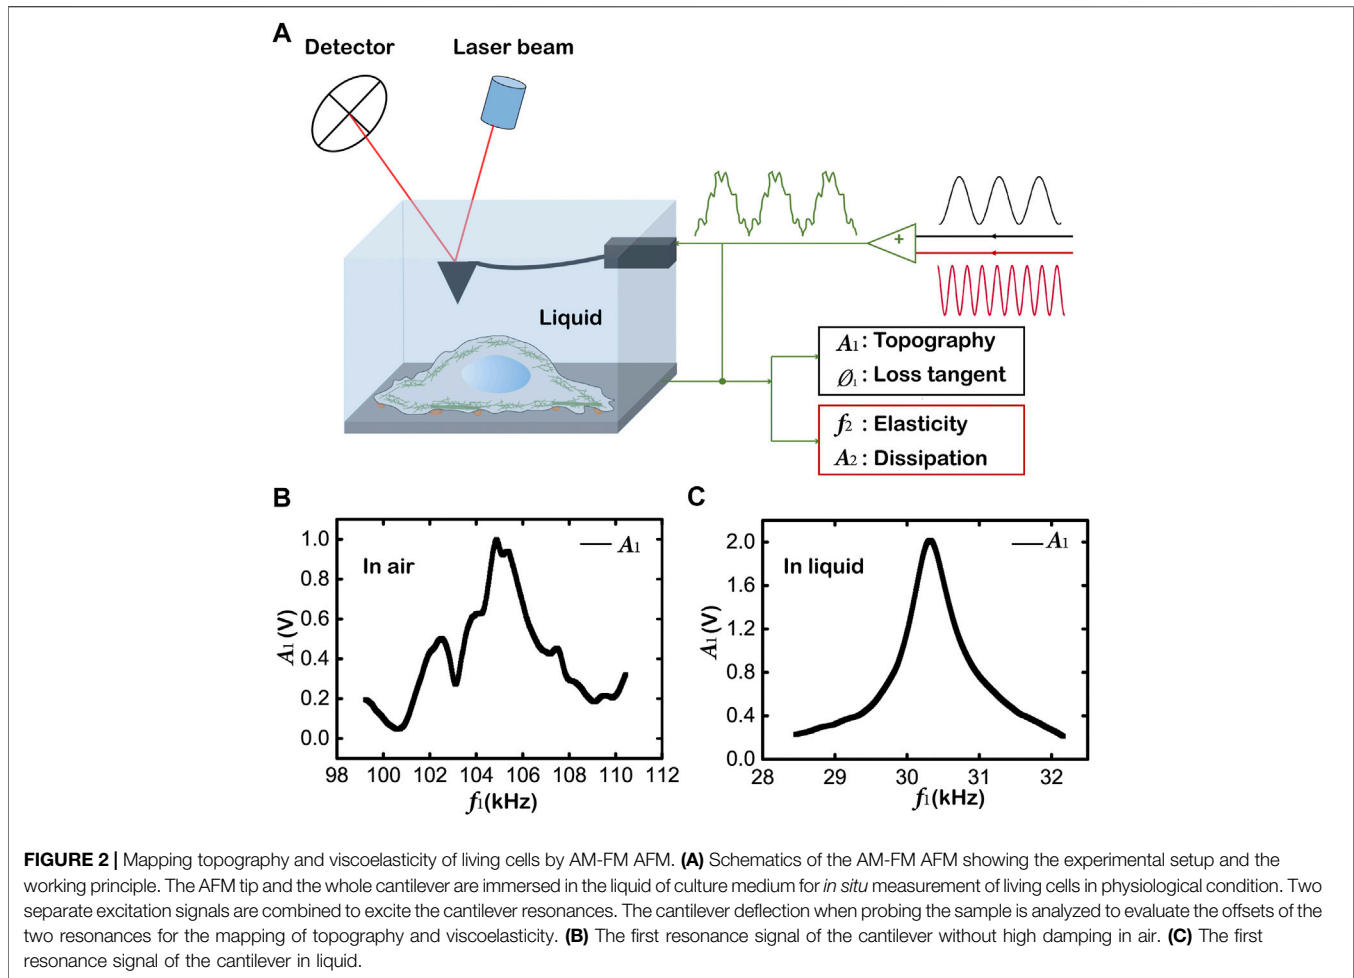 A
Detector
Laser beam
+
Liquid
A1 : Topography
Ø1 : Loss tangent
f2 : Elasticity
A2 : Dissipation
B
1.0
0.8
0.6
0.4
0.2
0.0
A1 (V)
In air
A1
98 100 102 104 106 108 110 112
f1(kHz)
C
2.0
1.6
1.2
0.8
0.4
0.0
A1 (V)
In liquid
A1
28 29 30 31 32
f1(kHz)
FIGURE 2 | Mapping topography and viscoelasticity of living cells by AM-FM AFM. (A) Schematics of the AM-FM AFM showing the experimental setup and the
working principle. The AFM tip and the whole cantilever are immersed in the liquid of culture medium for in situ measurement of living cells in physiological condition. Two
separate excitation signals are combined to excite the cantilever resonances. The cantilever deflection when probing the sample is analyzed to evaluate the offsets of the
two resonances for the mapping of topography and viscoelasticity. (B) The first resonance signal of the cantilever without high damping in air. (C) The first
resonance signal of the cantilever in liquid.